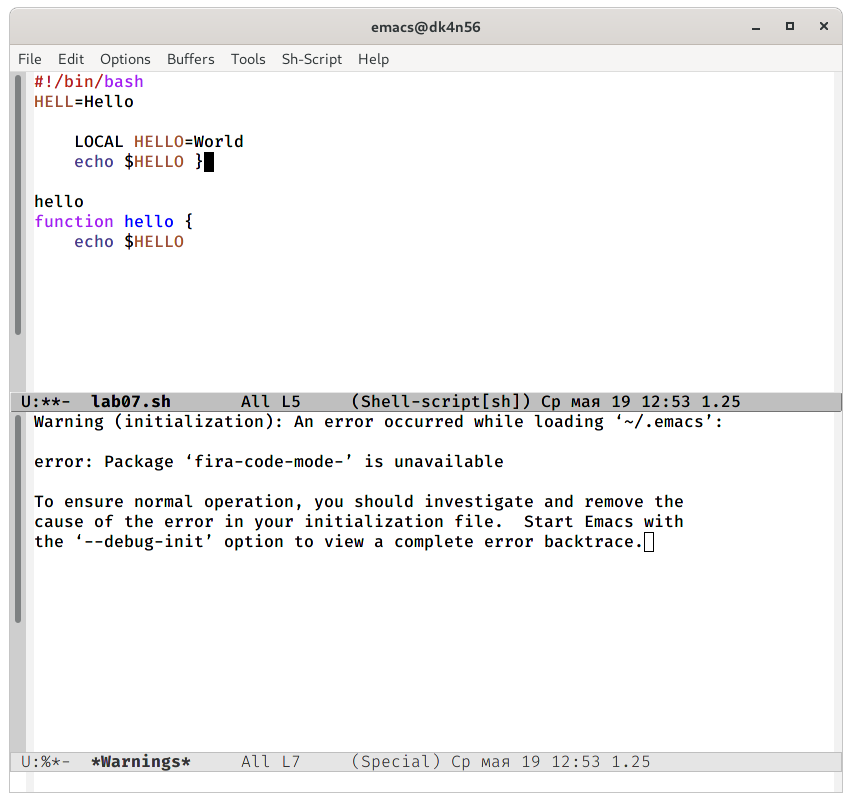 emacs@dk4n56
File Edit Options Buffers Tools Sh-Script Help
#!/bin/bash
HELL=Hello
    LOCAL HELLO=World
    echo $HELLO }
hello
function hello {
    echo $HELLO
U:**-  lab07.sh       All L5     (Shell-script[sh]) Ср мая 19 12:53 1.25
Warning (initialization): An error occurred while loading ‘~/.emacs’:
error: Package ‘fira-code-mode-’ is unavailable
To ensure normal operation, you should investigate and remove the
cause of the error in your initialization file.  Start Emacs with
the ‘--debug-init’ option to view a complete error backtrace.
U:%*-  *Warnings*     All L7     (Special) Ср мая 19 12:53 1.25